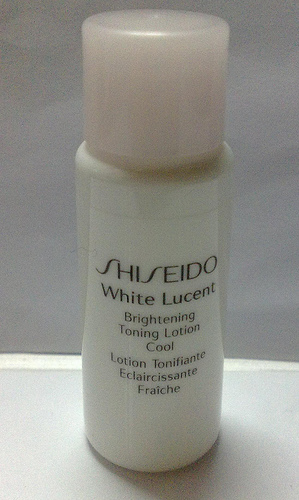 SHISEIDO
White Lucent
Brightening
Toning Lotion
Cool
Lotion Tonifiante
Eclaircissante
Fraîche